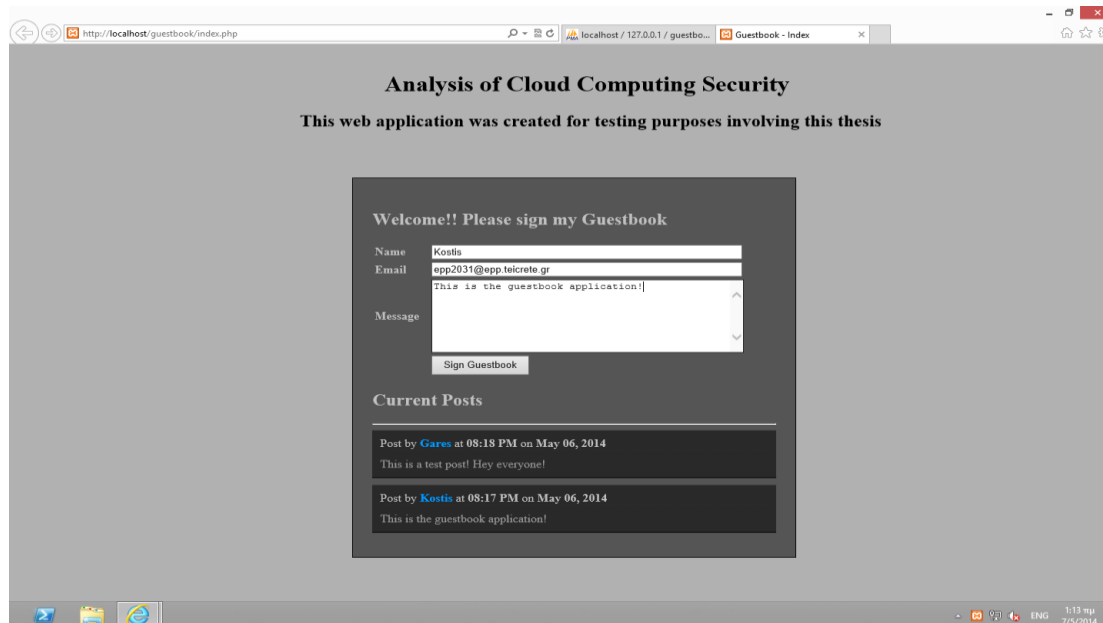 http://localhost/guestbook/index.php
localhost / 127.0.0.1 / guestbo...
Guestbook - Index
Analysis of Cloud Computing Security
This web application was created for testing purposes involving this thesis
Welcome!! Please sign my Guestbook
Name Kostis
Email epp2031@epp.teicrete.gr
Message This is the guestbook application!
Sign Guestbook
Current Posts
Post by Gares at 08:18 PM on May 06, 2014
This is a test post! Hey everyone!
Post by Kostis at 08:17 PM on May 06, 2014
This is the guestbook application!
ENG 1:13 πμ
7/5/2014